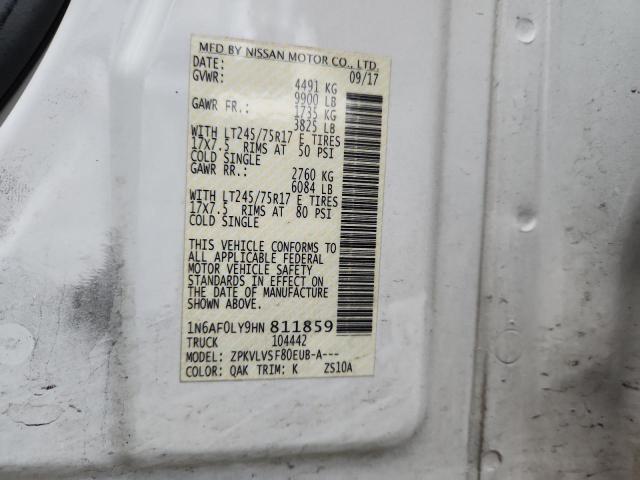 MFD BY NISSAN MOTOR CO., LTD.
DATE: 09/17
GVWR: 4491 KG
9900 LB
GAWR FR.: 1735 KG
3825 LB
WITH LT245/75R17 E TIRES
17X7.5 RIMS AT 50 PSI
COLD SINGLE
GAWR RR.: 2760 KG
6084 LB
WITH LT245/75R17 E TIRES
17X7.5 RIMS AT 80 PSI
COLD SINGLE
THIS VEHICLE CONFORMS TO
ALL APPLICABLE FEDERAL
MOTOR VEHICLE SAFETY
STANDARDS IN EFFECT ON
THE DATE OF MANUFACTURE
SHOWN ABOVE.
1N6AF0LY9HN 811859
TRUCK 104442
MODEL: ZPKVLVSF80EUB-A---
COLOR: QAK TRIM: K ZS10A